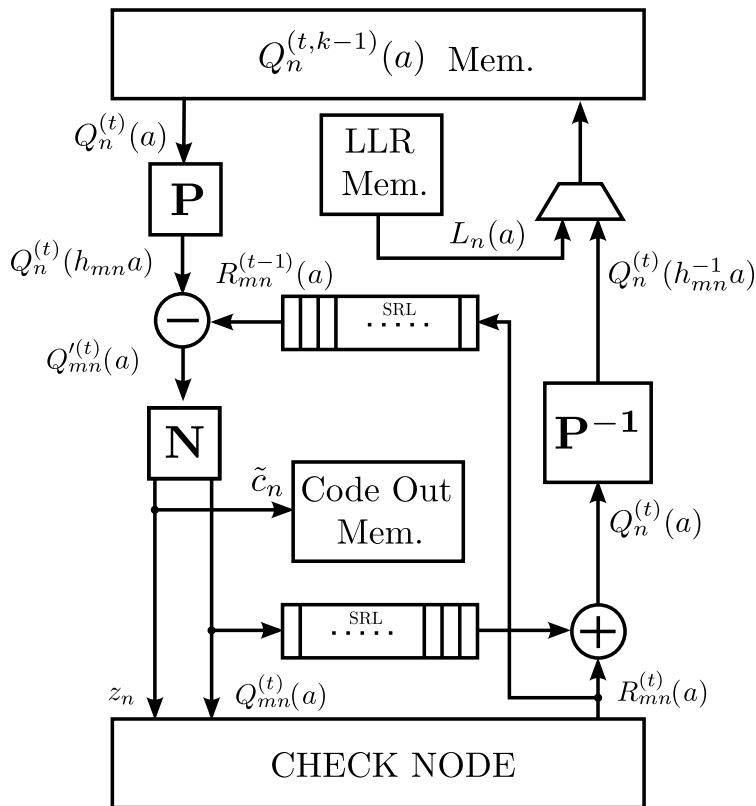 Q_n^{(t,k-1)}(a) Mem.
Q_n^{(t)}(a)
LLR
Mem.
P
L_n(a)
Q_n^{(t)}(h_{mn}a)
R_{mn}^{(t-1)}(a)
Q_n^{(t)}(h_{mn}^{-1}a)
SRL
.....
−
Q_{mn}^{'(t)}(a)
N
P^{-1}
c̃_n
Code Out
Mem.
Q_n^{(t)}(a)
SRL
.....
+
z_n
Q_{mn}^{(t)}(a)
R_{mn}^{(t)}(a)
CHECK NODE